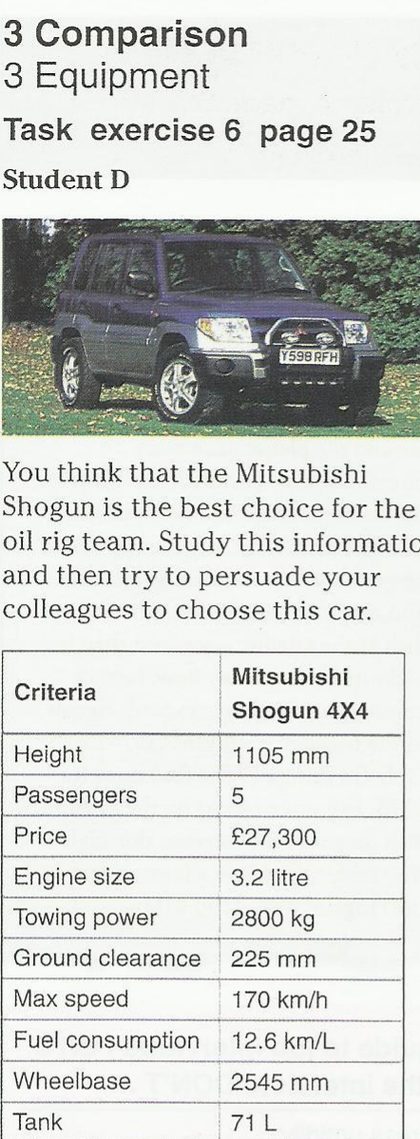 3 Comparison
3 Equipment
Task exercise 6 page 25
Student D
Y598 RFH
You think that the Mitsubishi
Shogun is the best choice for the
oil rig team. Study this informatio
and then try to persuade your
colleagues to choose this car.
Criteria Mitsubishi
Shogun 4X4
Height 1105 mm
Passengers 5
Price £27,300
Engine size 3.2 litre
Towing power 2800 kg
Ground clearance 225 mm
Max speed 170 km/h
Fuel consumption 12.6 km/L
Wheelbase 2545 mm
Tank 71 L